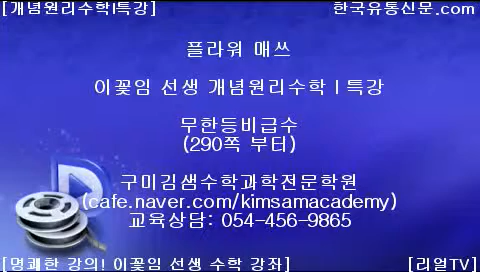 [개념원리수학I특강] 한국유통신문.com
플라워 매쓰
이꽃임 선생 개념원리수학 I 특강
무한등비급수
(290쪽 부터)
구미김샘수학과학전문학원
(cafe.naver.com/kimsamacademy)
교육상담: 054-456-9865
[명쾌한 강의! 이꽃임 선생 수학 강좌] [리얼TV]